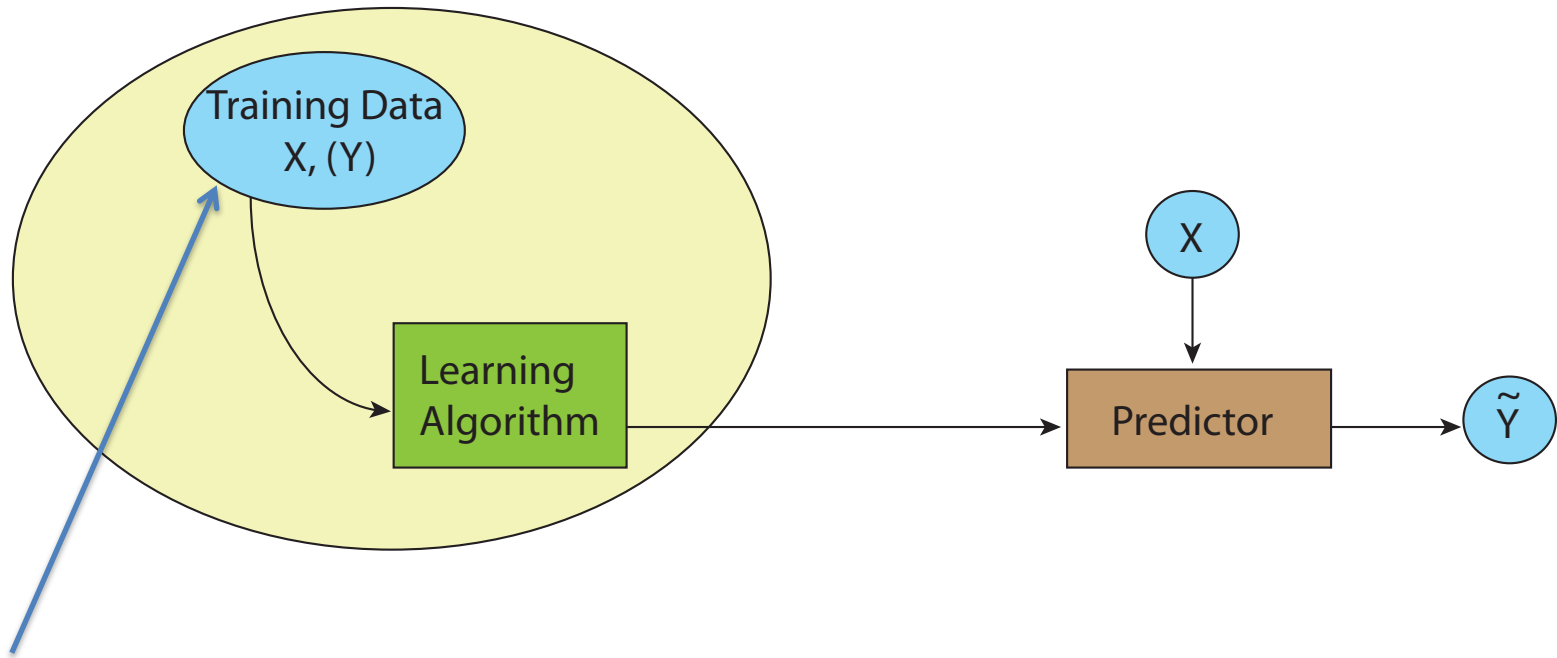 Training Data
X, (Y)
Learning
Algorithm
X
Predictor
Ỹ